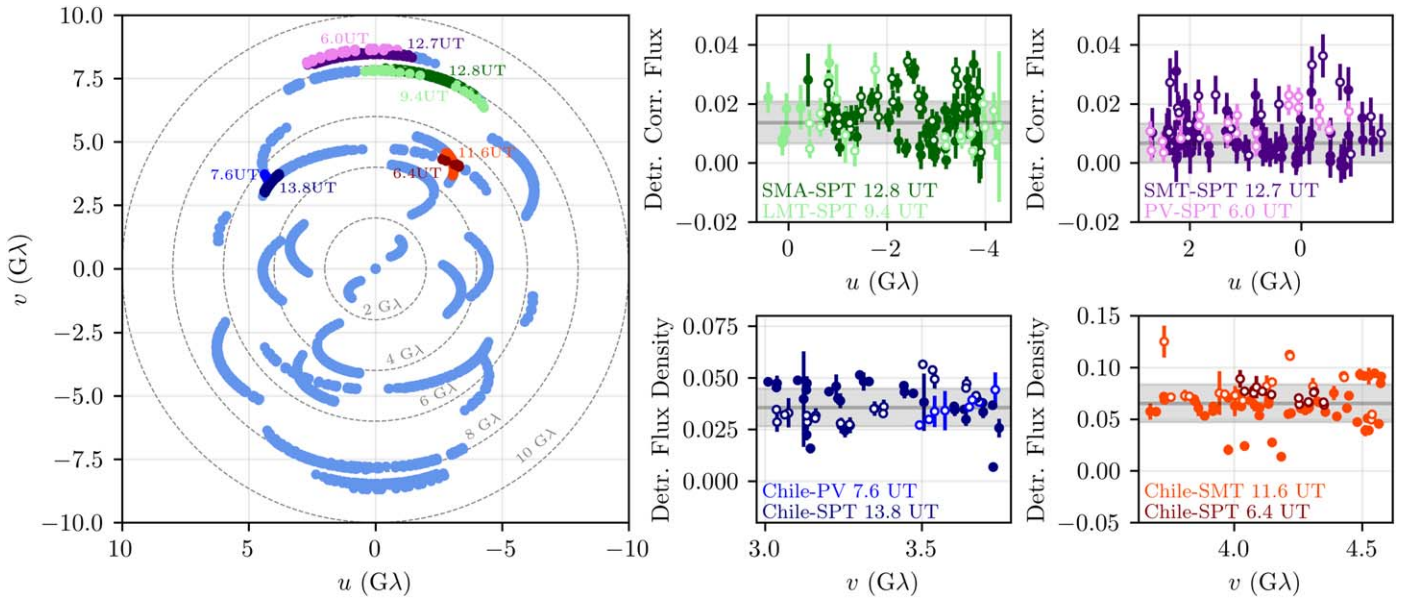 10.0
7.5
5.0
2.5
0.0
−2.5
−5.0
−7.5
−10.0
v (Gλ)
10
5
0
−5
−10
u (Gλ)
6.0UT
12.7UT
12.8UT
9.4UT
7.6UT
13.8UT
11.6UT
6.4UT
2 Gλ
4 Gλ
6 Gλ
8 Gλ
10 Gλ
Detr. Corr. Flux
0.04
0.02
0.00
−0.02
SMA-SPT 12.8 UT
LMT-SPT 9.4 UT
0
−2
−4
u (Gλ)
Detr. Corr. Flux
0.04
0.02
0.00
−0.02
SMT-SPT 12.7 UT
PV-SPT 6.0 UT
2
0
u (Gλ)
Detr. Flux Density
0.075
0.050
0.025
0.000
Chile-PV 7.6 UT
Chile-SPT 13.8 UT
3.0
3.5
v (Gλ)
Detr. Flux Density
0.15
0.10
0.05
0.00
−0.05
Chile-SMT 11.6 UT
Chile-SPT 6.4 UT
4.0
4.5
v (Gλ)